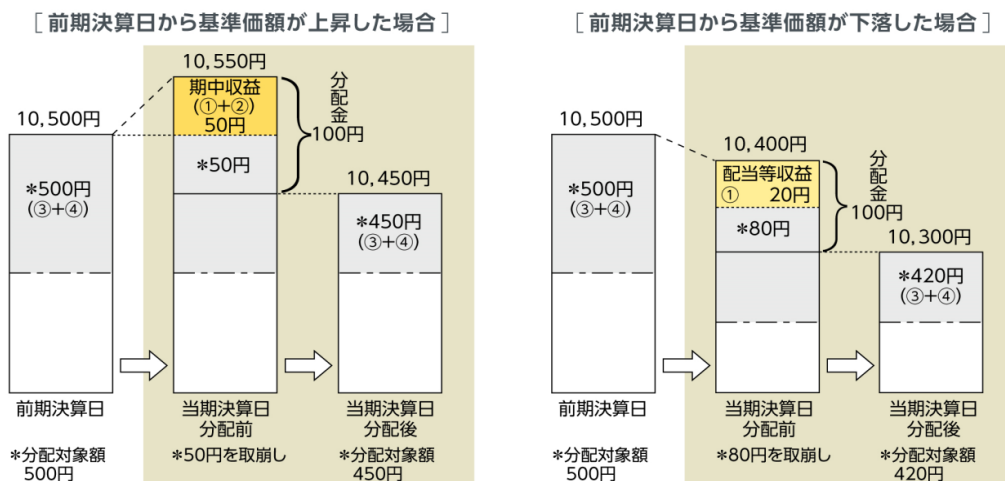 [前期決算日から基準価額が上昇した場合]
10,550円
期中収益
(①+②)
50円
分配金
100円
10,500円
*500円
(③+④)
*50円
10,450円
*450円
(③+④)
前期決算日
当期決算日
分配前
当期決算日
分配後
*分配対象額
500円
*50円を取崩し
*分配対象額
450円
[前期決算日から基準価額が下落した場合]
10,500円
*500円
(③+④)
10,400円
配当等収益
① 20円
*80円
分配金
100円
10,300円
*420円
(③+④)
前期決算日
当期決算日
分配前
当期決算日
分配後
*分配対象額
500円
*80円を取崩し
*分配対象額
420円